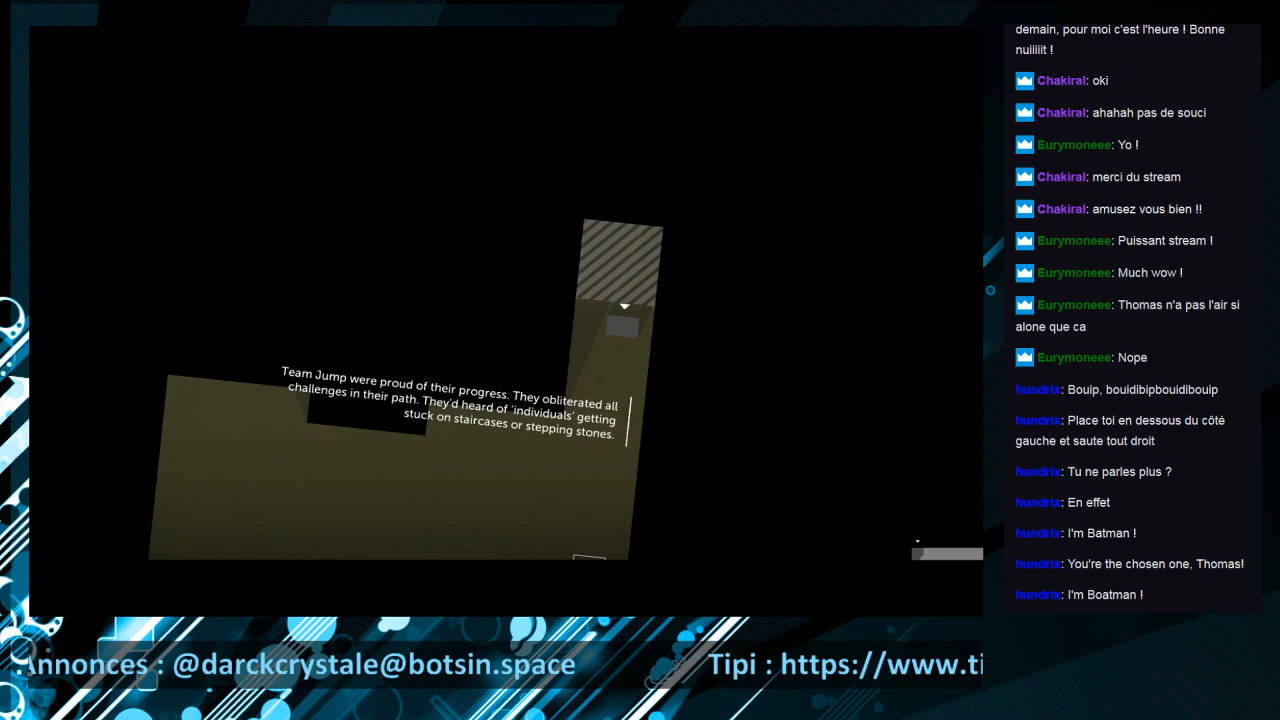 Team Jump were proud of their progress. They obliterated all
challenges in their path. They'd heard of 'individuals' getting
stuck on staircases or stepping stones.
demain, pour moi c'est l'heure ! Bonne
nuiiiiit !
Chakiral: oki
Chakiral: ahahah pas de souci
Eurymoneee: Yo !
Chakiral: merci du stream
Chakiral: amusez vous bien !!
Eurymoneee: Puissant stream !
Eurymoneee: Much wow !
Eurymoneee: Thomas n'a pas l'air si
alone que ca
Eurymoneee: Nope
hundrix: Bouip, bouidibipbouidibouip
hundrix: Place toi en dessous du côté
gauche et saute tout droit
hundrix: Tu ne parles plus ?
hundrix: En effet
hundrix: I'm Batman !
hundrix: You're the chosen one, Thomas!
hundrix: I'm Boatman !
Annonces : @darckcrystale@botsin.space Tipi : https://www.ti